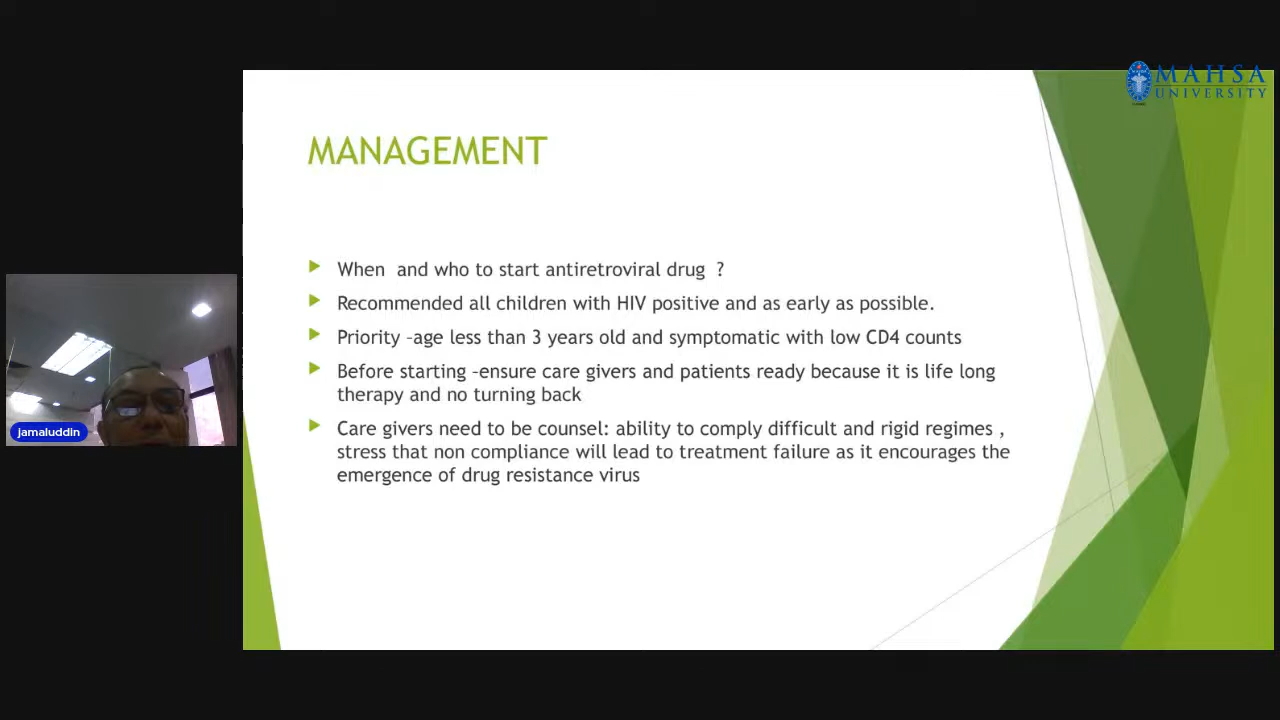 MAHSA
UNIVERSITY
MANAGEMENT
When and who to start antiretroviral drug ?
Recommended all children with HIV positive and as early as possible.
Priority –age less than 3 years old and symptomatic with low CD4 counts
Before starting –ensure care givers and patients ready because it is life long
therapy and no turning back
Care givers need to be counsel: ability to comply difficult and rigid regimes ,
stress that non compliance will lead to treatment failure as it encourages the
emergence of drug resistance virus
jamaluddin